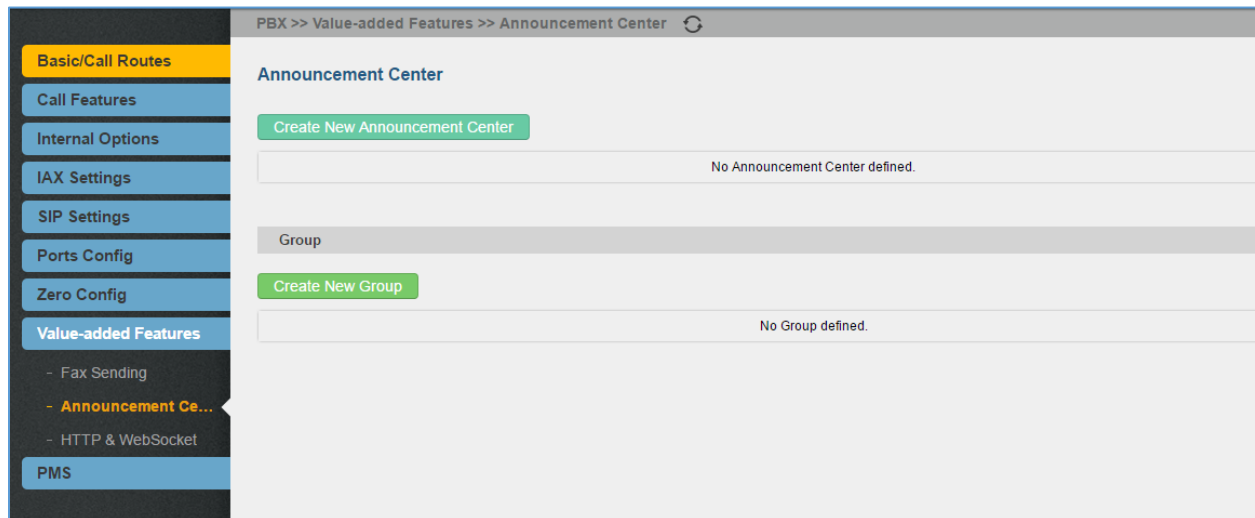 PBX >> Value-added Features >> Announcement Center
Basic/Call Routes
Call Features
Internal Options
IAX Settings
SIP Settings
Ports Config
Zero Config
Value-added Features
- Fax Sending
- Announcement Ce...
- HTTP & WebSocket
PMS
Announcement Center
Create New Announcement Center
No Announcement Center defined.
Group
Create New Group
No Group defined.